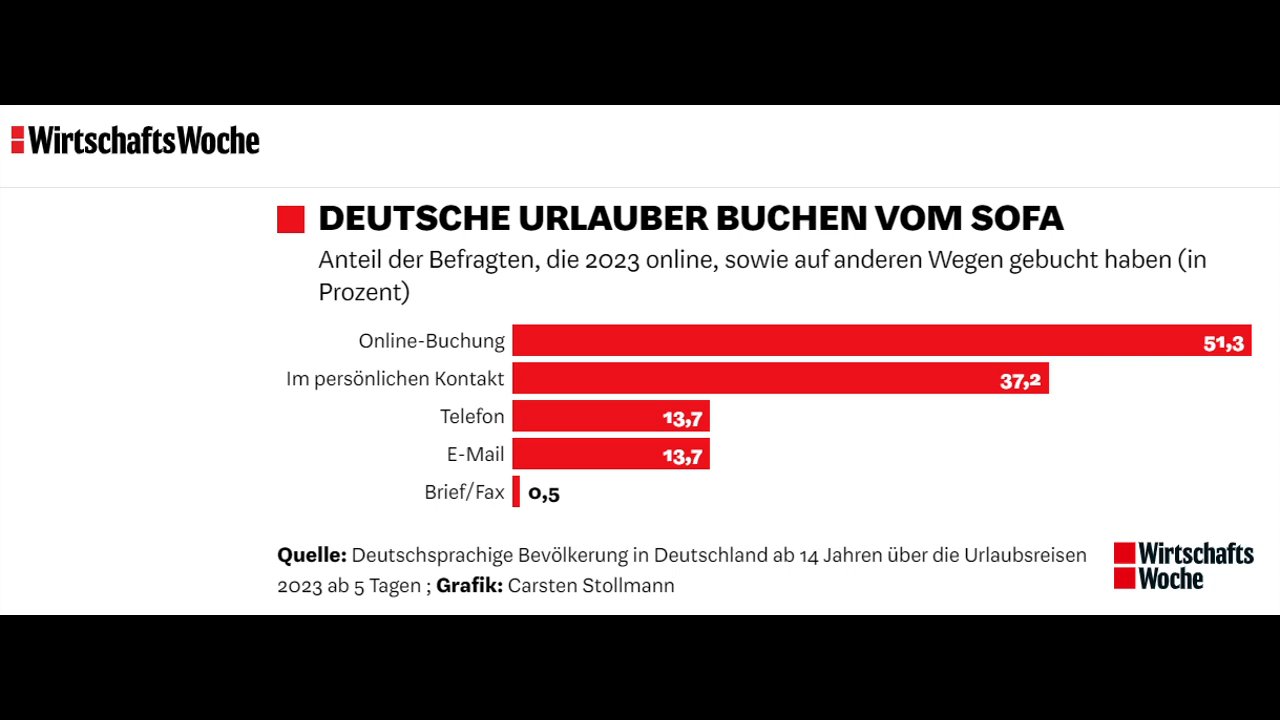 WirtschaftsWoche
DEUTSCHE URLAUBER BUCHEN VOM SOFA
Anteil der Befragten, die 2023 online, sowie auf anderen Wegen gebucht haben (in
Prozent)
Online-Buchung 51,3
Im persönlichen Kontakt 37,2
Telefon 13,7
E-Mail 13,7
Brief/Fax 0,5
Quelle: Deutschsprachige Bevölkerung in Deutschland ab 14 Jahren über die Urlaubsreisen
2023 ab 5 Tagen ; Grafik: Carsten Stollmann
Wirtschafts
Woche